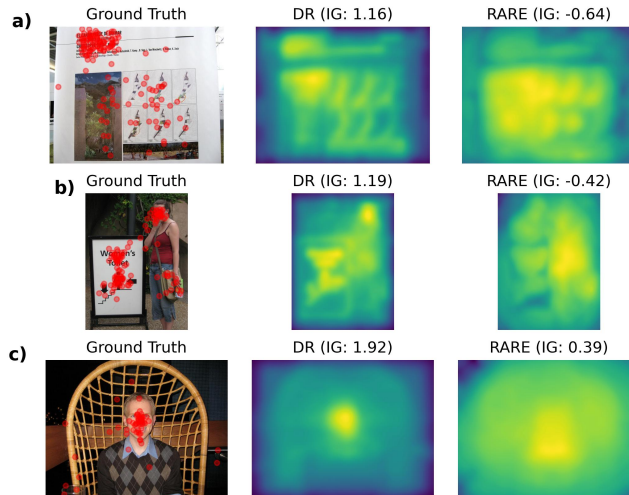 a)
Ground Truth
DR (IG: 1.16)
RARE (IG: -0.64)
b)
Ground Truth
DR (IG: 1.19)
RARE (IG: -0.42)
Women's
Toilet
c)
Ground Truth
DR (IG: 1.92)
RARE (IG: 0.39)